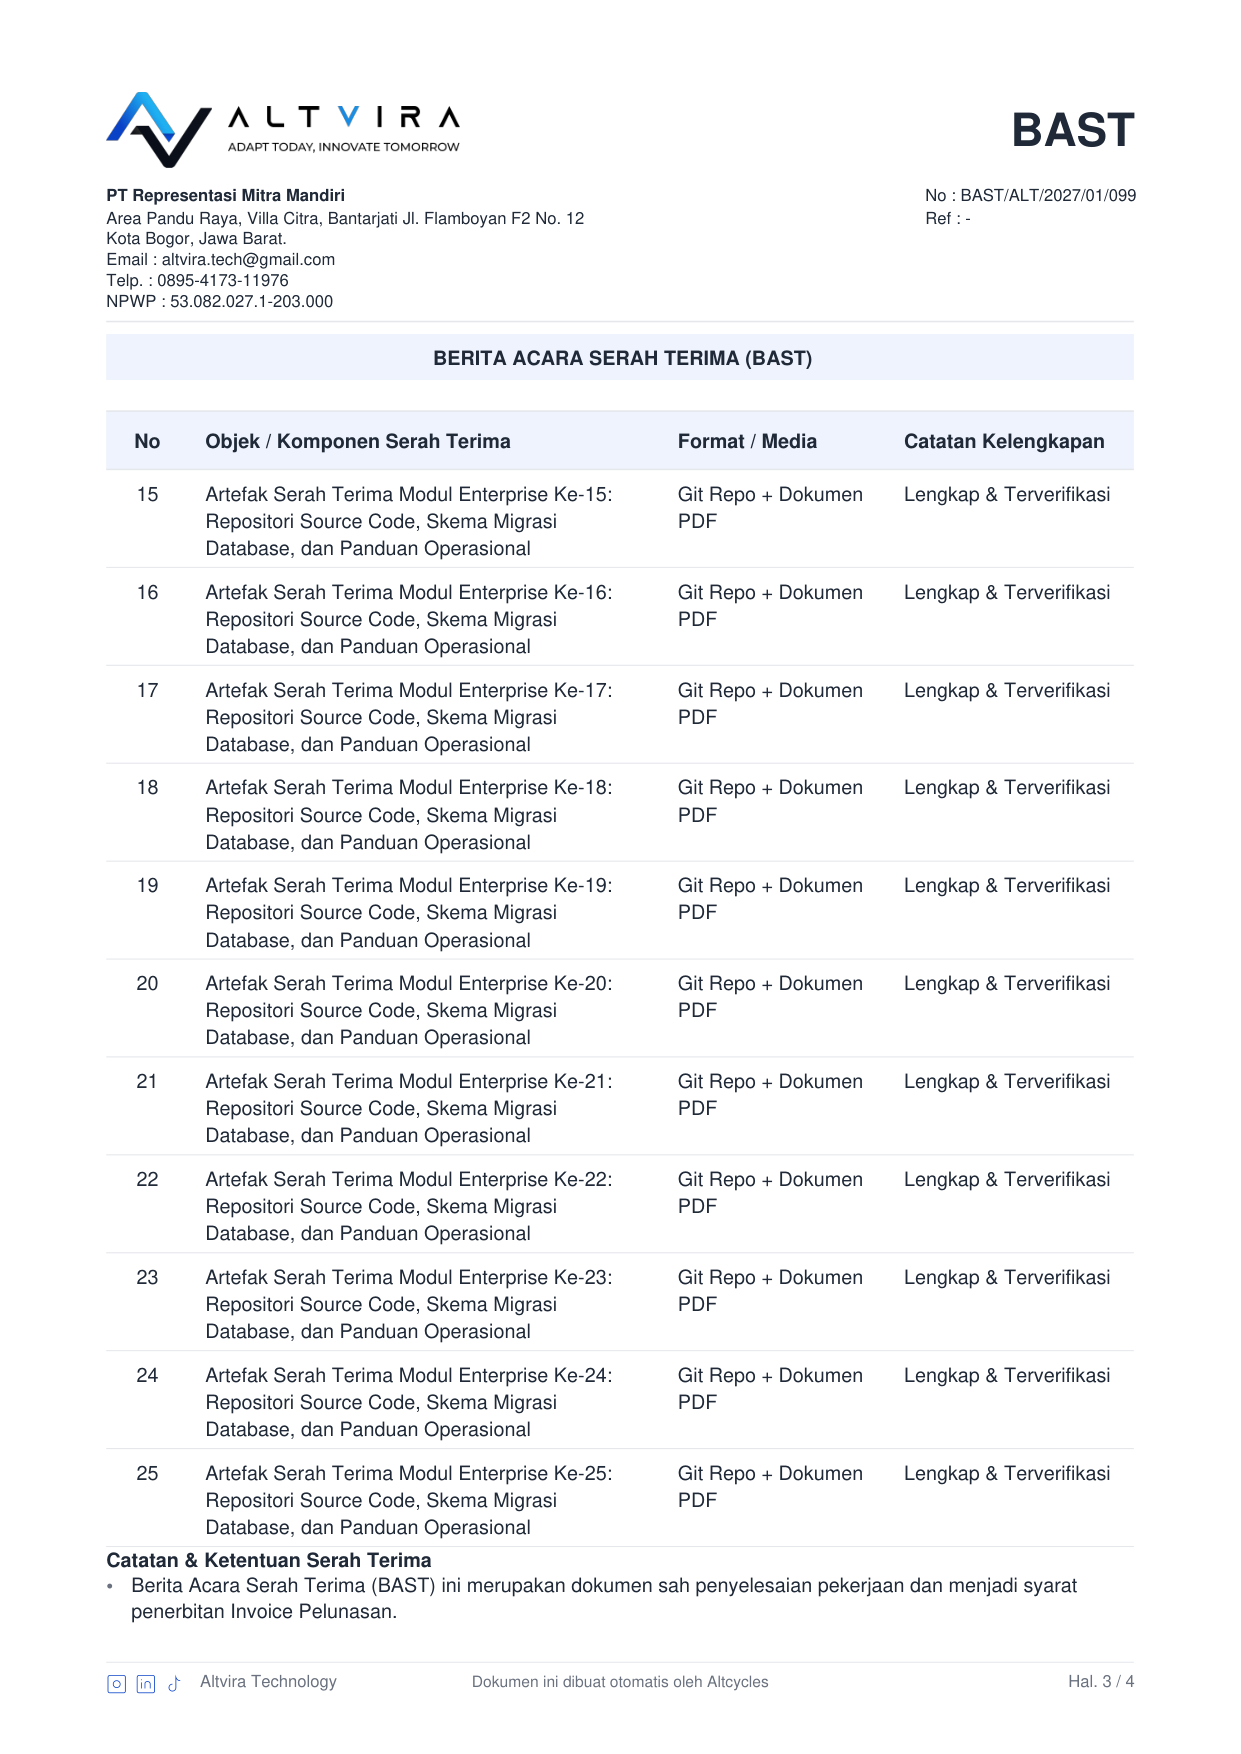 ALTVIRA
ADAPT TODAY, INNOVATE TOMORROW
BAST
PT Representasi Mitra Mandiri
Area Pandu Raya, Villa Citra, Bantarjati Jl. Flamboyan F2 No. 12
Kota Bogor, Jawa Barat.
Email : altvira.tech@gmail.com
Telp. : 0895-4173-11976
NPWP : 53.082.027.1-203.000
No : BAST/ALT/2027/01/099
Ref : -
BERITA ACARA SERAH TERIMA (BAST)
No Objek / Komponen Serah Terima Format / Media Catatan Kelengkapan
15 Artefak Serah Terima Modul Enterprise Ke-15: Git Repo + Dokumen Lengkap & Terverifikasi
Repositori Source Code, Skema Migrasi PDF
Database, dan Panduan Operasional
16 Artefak Serah Terima Modul Enterprise Ke-16: Git Repo + Dokumen Lengkap & Terverifikasi
Repositori Source Code, Skema Migrasi PDF
Database, dan Panduan Operasional
17 Artefak Serah Terima Modul Enterprise Ke-17: Git Repo + Dokumen Lengkap & Terverifikasi
Repositori Source Code, Skema Migrasi PDF
Database, dan Panduan Operasional
18 Artefak Serah Terima Modul Enterprise Ke-18: Git Repo + Dokumen Lengkap & Terverifikasi
Repositori Source Code, Skema Migrasi PDF
Database, dan Panduan Operasional
19 Artefak Serah Terima Modul Enterprise Ke-19: Git Repo + Dokumen Lengkap & Terverifikasi
Repositori Source Code, Skema Migrasi PDF
Database, dan Panduan Operasional
20 Artefak Serah Terima Modul Enterprise Ke-20: Git Repo + Dokumen Lengkap & Terverifikasi
Repositori Source Code, Skema Migrasi PDF
Database, dan Panduan Operasional
21 Artefak Serah Terima Modul Enterprise Ke-21: Git Repo + Dokumen Lengkap & Terverifikasi
Repositori Source Code, Skema Migrasi PDF
Database, dan Panduan Operasional
22 Artefak Serah Terima Modul Enterprise Ke-22: Git Repo + Dokumen Lengkap & Terverifikasi
Repositori Source Code, Skema Migrasi PDF
Database, dan Panduan Operasional
23 Artefak Serah Terima Modul Enterprise Ke-23: Git Repo + Dokumen Lengkap & Terverifikasi
Repositori Source Code, Skema Migrasi PDF
Database, dan Panduan Operasional
24 Artefak Serah Terima Modul Enterprise Ke-24: Git Repo + Dokumen Lengkap & Terverifikasi
Repositori Source Code, Skema Migrasi PDF
Database, dan Panduan Operasional
25 Artefak Serah Terima Modul Enterprise Ke-25: Git Repo + Dokumen Lengkap & Terverifikasi
Repositori Source Code, Skema Migrasi PDF
Database, dan Panduan Operasional
Catatan & Ketentuan Serah Terima
• Berita Acara Serah Terima (BAST) ini merupakan dokumen sah penyelesaian pekerjaan dan menjadi syarat
penerbitan Invoice Pelunasan.
Altvira Technology Dokumen ini dibuat otomatis oleh Altcycles Hal. 3 / 4